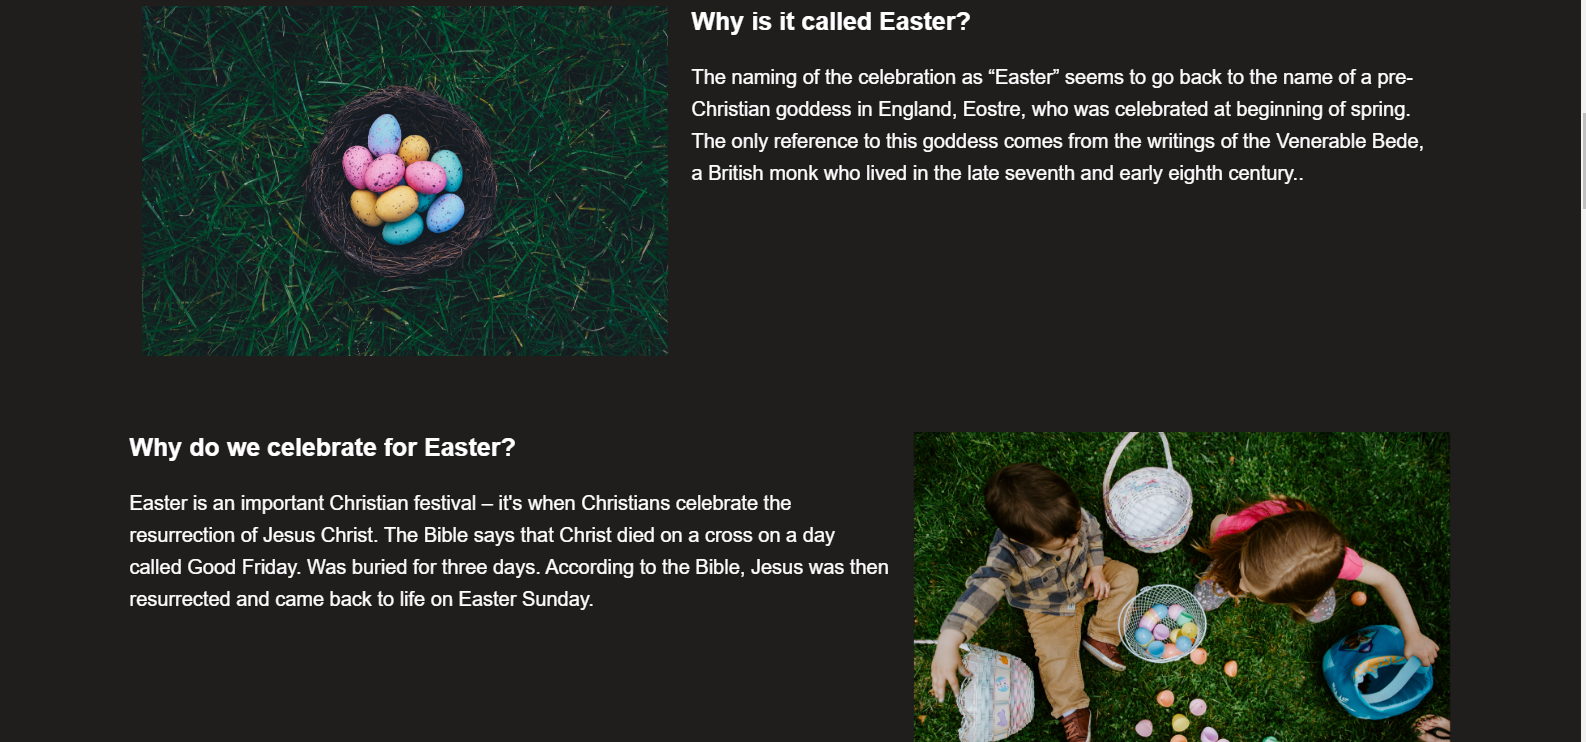 Why is it called Easter?
The naming of the celebration as “Easter” seems to go back to the name of a pre-
Christian goddess in England, Eostre, who was celebrated at beginning of spring.
The only reference to this goddess comes from the writings of the Venerable Bede,
a British monk who lived in the late seventh and early eighth century..
Why do we celebrate for Easter?
Easter is an important Christian festival – it's when Christians celebrate the
resurrection of Jesus Christ. The Bible says that Christ died on a cross on a day
called Good Friday. Was buried for three days. According to the Bible, Jesus was then
resurrected and came back to life on Easter Sunday.